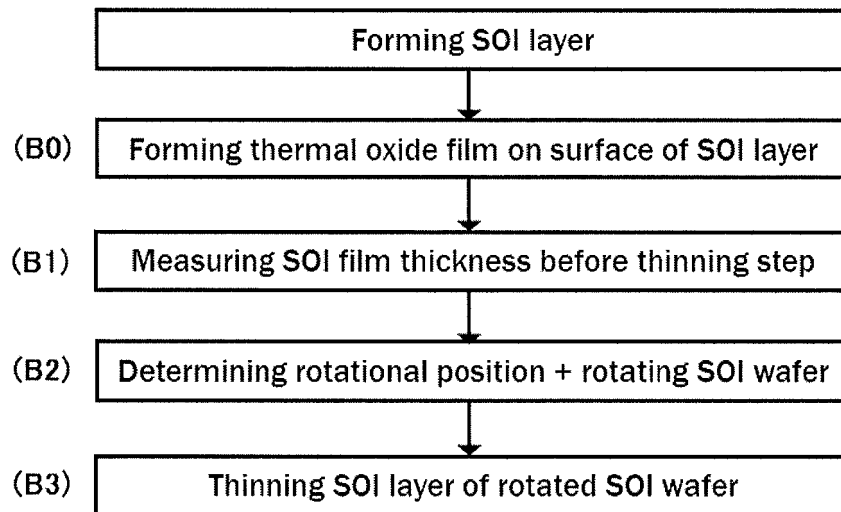 Forming SOI layer
(B0) Forming thermal oxide film on surface of SOI layer
(B1) Measuring SOI film thickness before thinning step
(B2) Determining rotational position + rotating SOI wafer
(B3) Thinning SOI layer of rotated SOI wafer